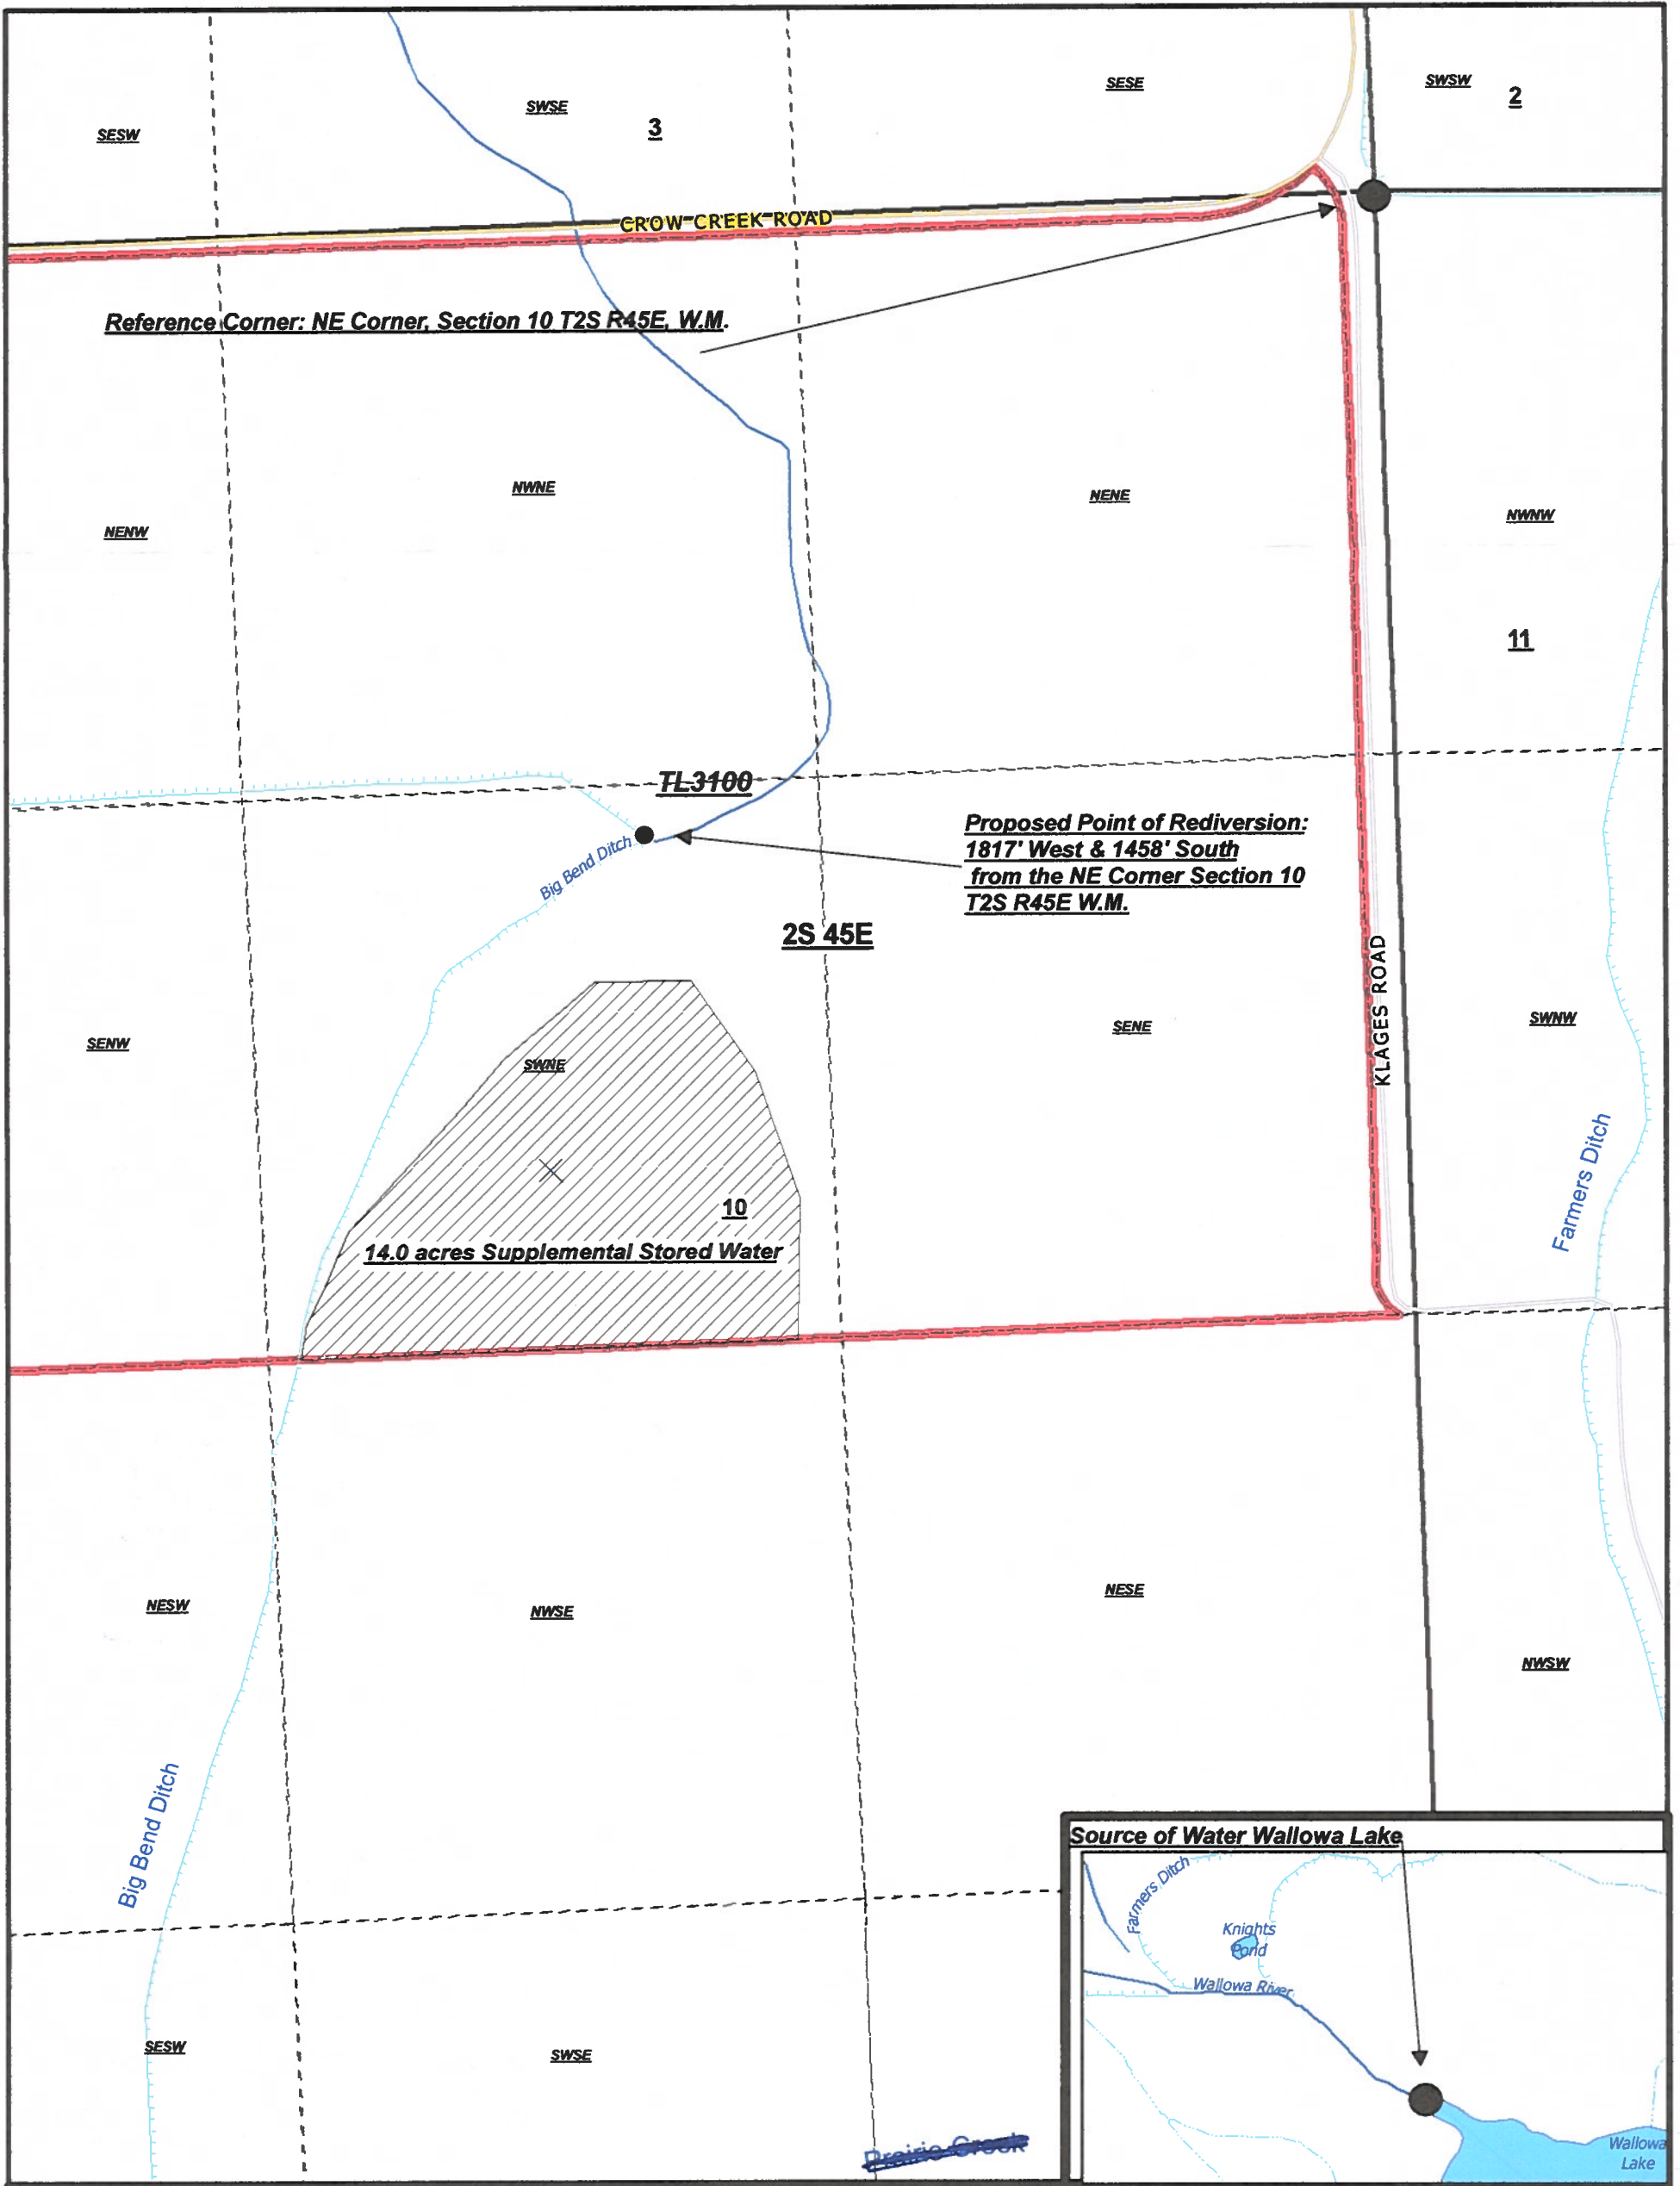 SESW
SWSE
3
SESE
SWSW
2
CROW CREEK ROAD
Reference Corner: NE Corner, Section 10 T2S R45E, W.M.
NENW
NWNE
NENE
NWNW
11
TL3100
Big Bend Ditch
Proposed Point of Rediversion:
1817' West & 1458' South
from the NE Corner Section 10
T2S R45E W.M.
2S 45E
KLAGES ROAD
SENW
SWNE
SENE
SWNW
Farmers Ditch
10
14.0 acres Supplemental Stored Water
NESW
NWSE
NESE
NWSW
Big Bend Ditch
SESW
SWSE
Prairie Creek
Source of Water Wallowa Lake
Farmers Ditch
Knights
Pond
Wallowa River
Wallowa
Lake